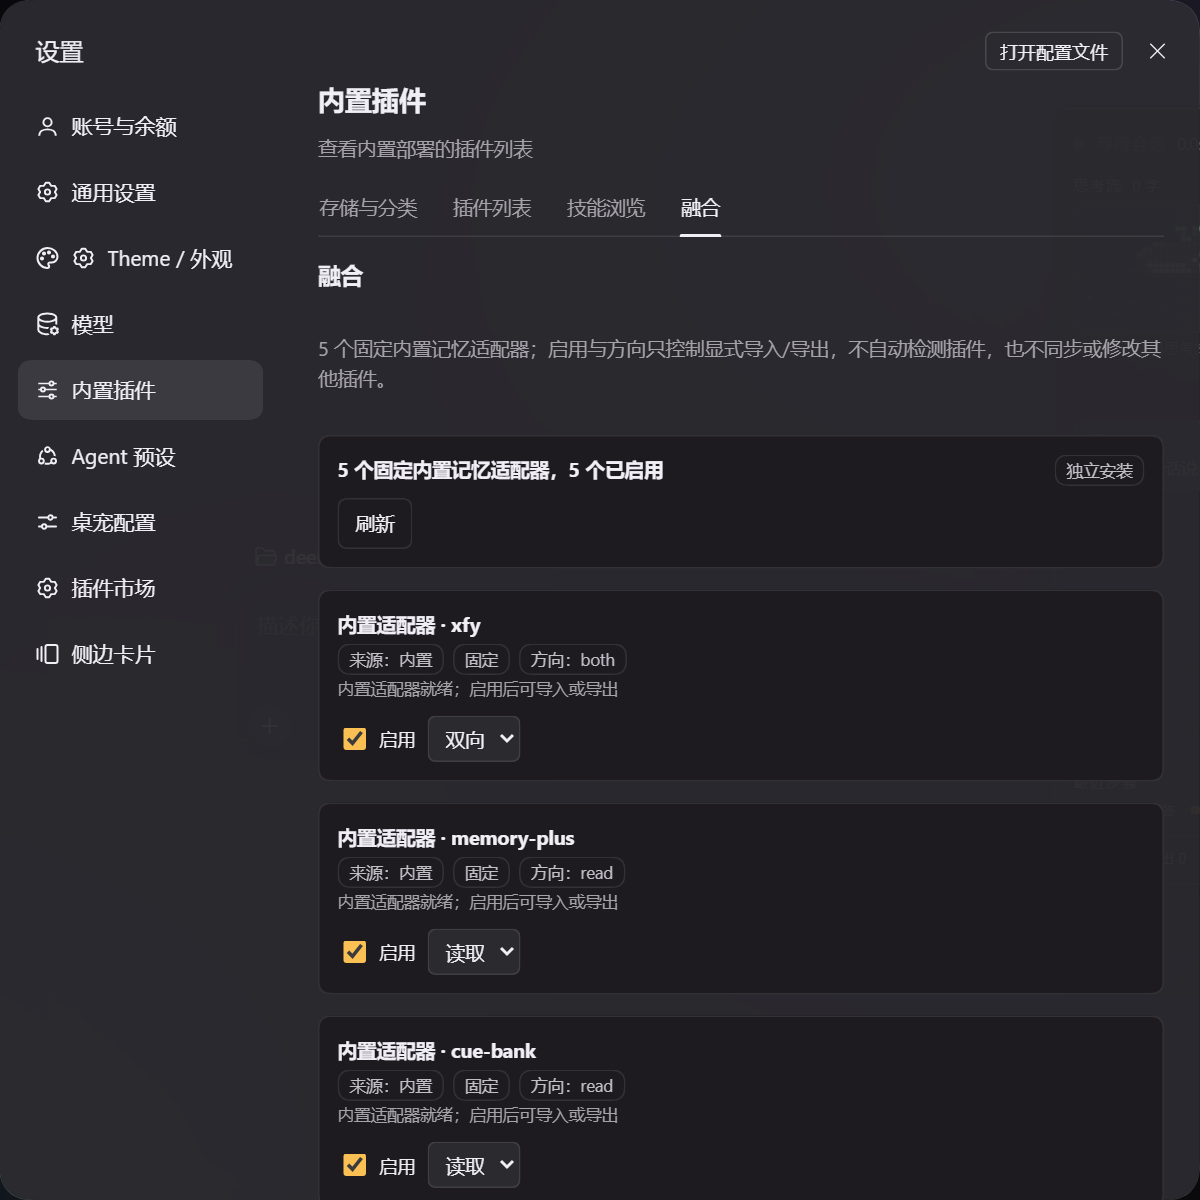 设置
打开配置文件
账号与余额
通用设置
Theme / 外观
模型
内置插件
Agent 预设
桌宠配置
插件市场
侧边卡片
内置插件
查看内置部署的插件列表
存储与分类 插件列表 技能浏览 融合
融合
5 个固定内置记忆适配器；启用与方向只控制显式导入/导出，不自动检测插件，也不同步或修改其
他插件。
5 个固定内置记忆适配器，5 个已启用
独立安装
刷新
内置适配器 · xfy
来源：内置 固定 方向：both
内置适配器就绪；启用后可导入或导出
启用 双向
内置适配器 · memory-plus
来源：内置 固定 方向：read
内置适配器就绪；启用后可导入或导出
启用 读取
内置适配器 · cue-bank
来源：内置 固定 方向：read
内置适配器就绪；启用后可导入或导出
启用 读取